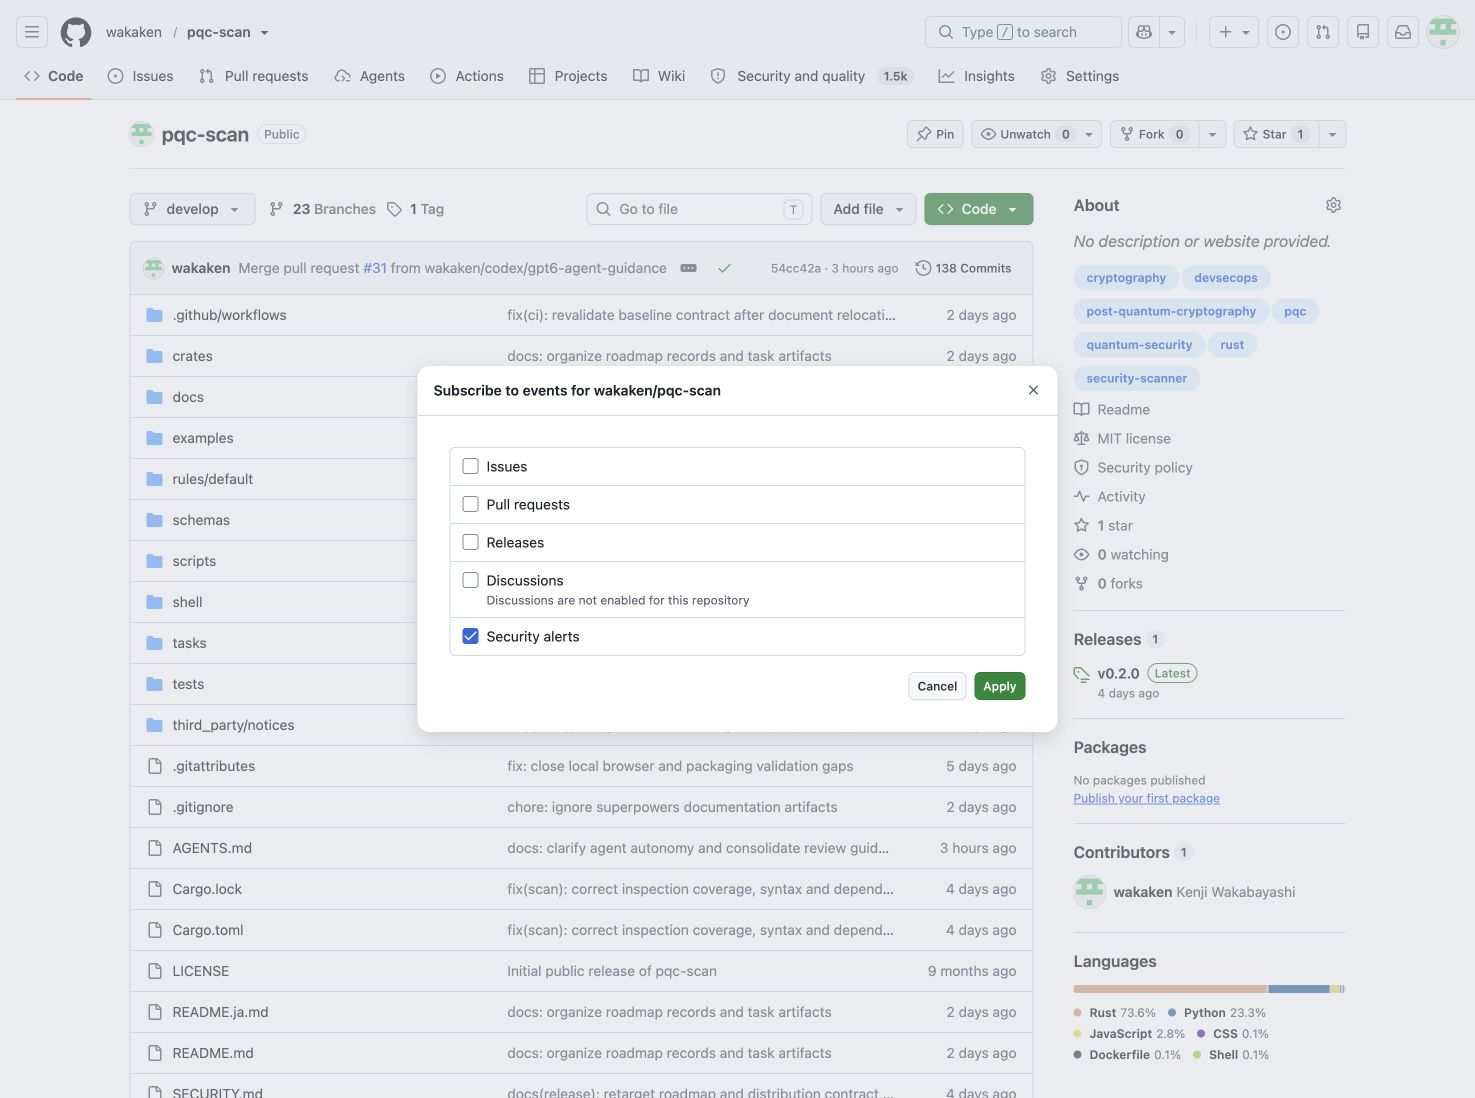 wakaken / pqc-scan
Type / to search
Code
Issues
Pull requests
Agents
Actions
Projects
Wiki
Security and quality 1.5k
Insights
Settings
pqc-scan Public
Pin
Unwatch 0
Fork 0
Star 1
develop
23 Branches
1 Tag
Go to file T
Add file
Code
wakaken Merge pull request #31 from wakaken/codex/gpt6-agent-guidance
54cc42a · 3 hours ago
138 Commits
.github/workflows fix(ci): revalidate baseline contract after document relocati... 2 days ago
crates docs: organize roadmap records and task artifacts 2 days ago
docs
examples
rules/default
schemas
scripts
shell
tasks
tests
third_party/notices
.gitattributes fix: close local browser and packaging validation gaps 5 days ago
.gitignore chore: ignore superpowers documentation artifacts 2 days ago
AGENTS.md docs: clarify agent autonomy and consolidate review guid... 3 hours ago
Cargo.lock fix(scan): correct inspection coverage, syntax and depend... 4 days ago
Cargo.toml fix(scan): correct inspection coverage, syntax and depend... 4 days ago
LICENSE Initial public release of pqc-scan 9 months ago
README.ja.md docs: organize roadmap records and task artifacts 2 days ago
README.md docs: organize roadmap records and task artifacts 2 days ago
SECURITY.md docs(release): retarget roadmap and distribution contract ... 4 days ago
Subscribe to events for wakaken/pqc-scan
Issues
Pull requests
Releases
Discussions
Discussions are not enabled for this repository
Security alerts
Cancel
Apply
About
No description or website provided.
cryptography devsecops
post-quantum-cryptography pqc
quantum-security rust
security-scanner
Readme
MIT license
Security policy
Activity
1 star
0 watching
0 forks
Releases 1
v0.2.0 Latest
4 days ago
Packages
No packages published
Publish your first package
Contributors 1
wakaken Kenji Wakabayashi
Languages
Rust 73.6% Python 23.3%
JavaScript 2.8% CSS 0.1%
Dockerfile 0.1% Shell 0.1%